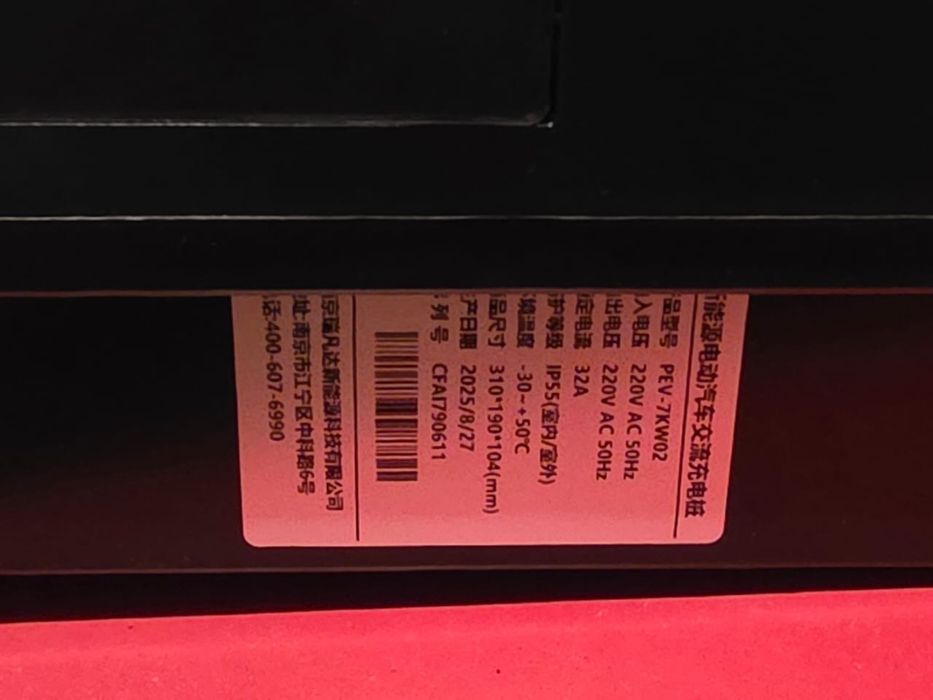 能源电动汽车交流充电桩
品型号 PEV-7KW02
入电压 220V AC 50Hz
出电压 220V AC 50Hz
定电流 32A
护等级 IP55(室内/室外)
境温度 -30~+50℃
品尺寸 310*190*104(mm)
产日期 2025/8/27
列号 CFAI790611
京瑞凡达新能源科技有限公司
址:南京市江宁区中科路6号
话:400-607-6990